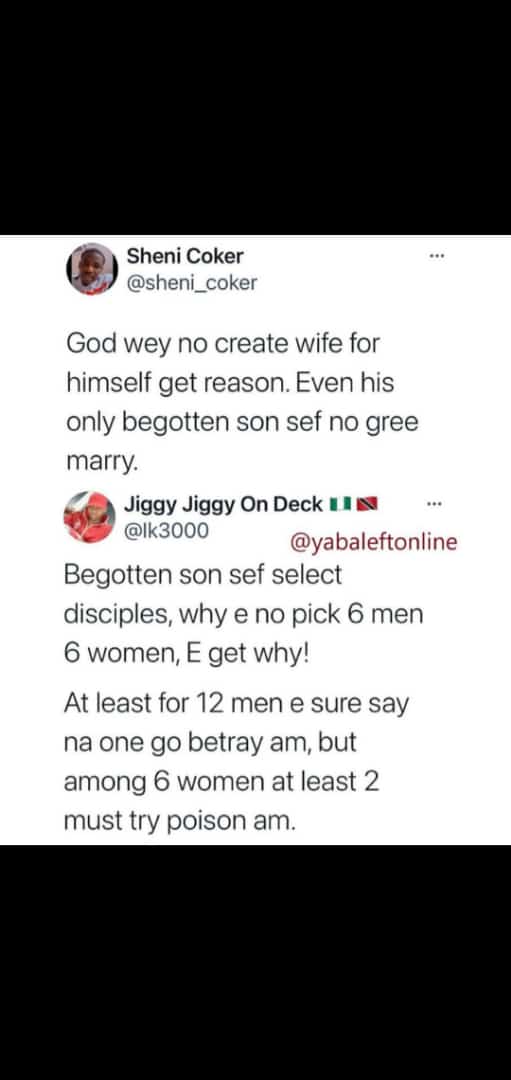 Sheni Coker
@sheni_coker
God wey no create wife for
himself get reason. Even his
only begotten son sef no gree
marry.
Jiggy Jiggy On Deck 🇳🇬 🇹🇹
@lk3000
@yabaleftonline
Begotten son sef select
disciples, why e no pick 6 men
6 women, E get why!
At least for 12 men e sure say
na one go betray am, but
among 6 women at least 2
must try poison am.